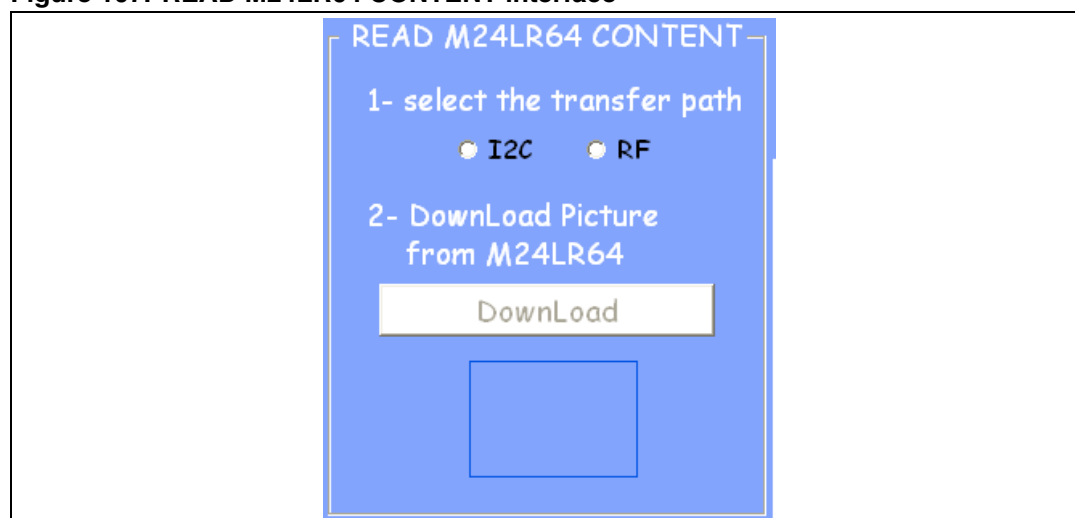 READ M24LR64 CONTENT
1- select the transfer path
I2C RF
2- DownLoad Picture
from M24LR64
DownLoad